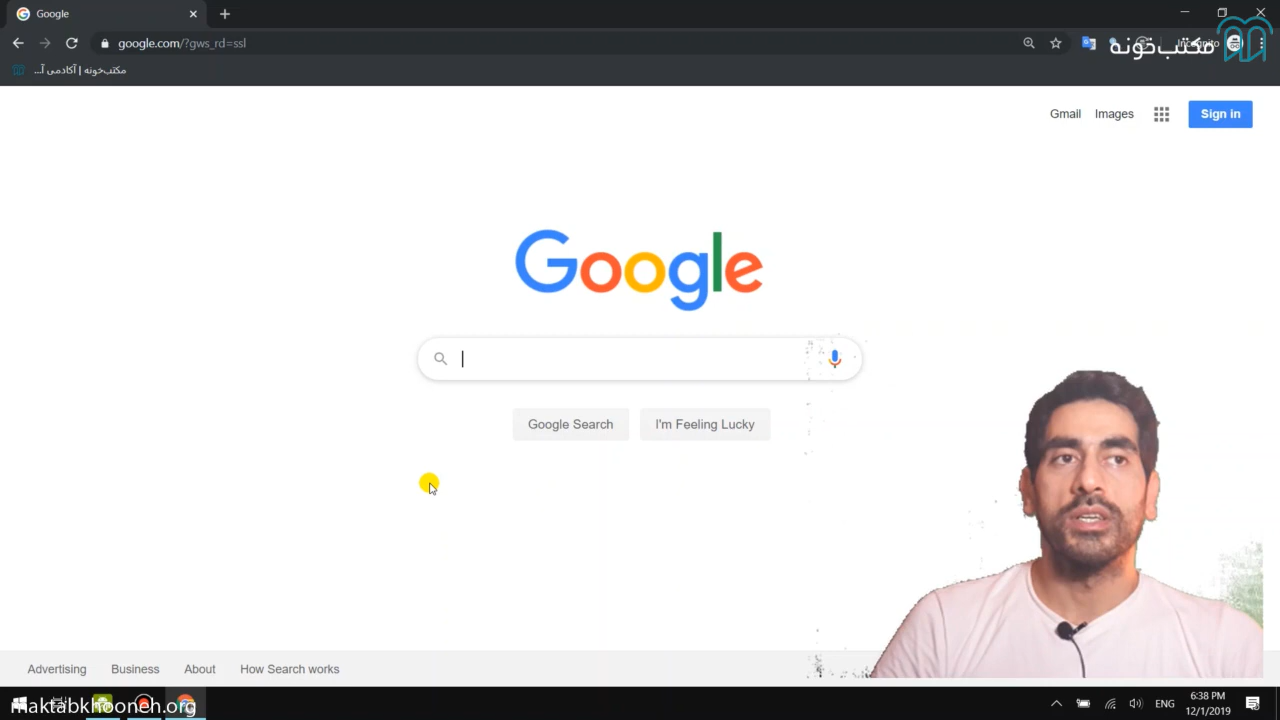 Google
google.com/?gws_rd=ssl
مکتب‌خونه
مکتب‌خونه | آکادمی آ...
Gmail
Images
Sign in
Google
Google Search
I'm Feeling Lucky
Advertising
Business
About
How Search works
maktabkhooneh.org
ENG
6:38 PM
12/1/2019